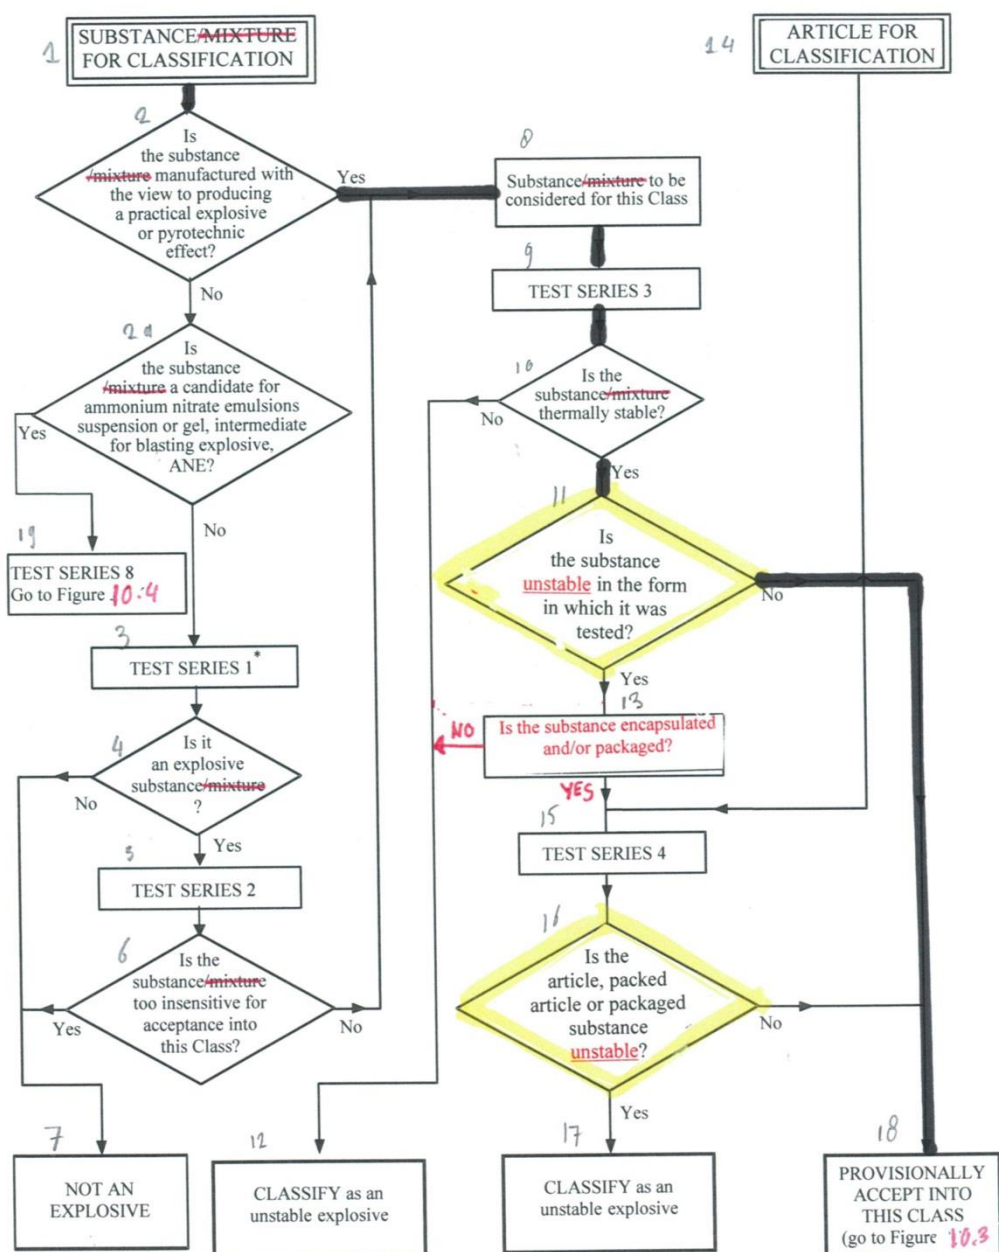 1
SUBSTANCE/MIXTURE
FOR CLASSIFICATION
14
ARTICLE FOR
CLASSIFICATION
2
Is
the substance
/mixture manufactured with
the view to producing
a practical explosive
or pyrotechnic
effect?
Yes
No
8
Substance/mixture to be
considered for this Class
9
TEST SERIES 3
2a
Is
the substance
/mixture a candidate for
ammonium nitrate emulsions
suspension or gel, intermediate
for blasting explosive,
ANE?
Yes
No
10
Is the
substance/mixture
thermally stable?
No
Yes
19
TEST SERIES 8
Go to Figure 10.4
11
Is
the substance
unstable in the form
in which it was
tested?
No
Yes
3
TEST SERIES 1*
13
Is the substance encapsulated
and/or packaged?
NO
YES
4
Is it
an explosive
substance/mixture
?
No
Yes
15
TEST SERIES 4
5
TEST SERIES 2
6
Is the
substance/mixture
too insensitive for
acceptance into
this Class?
Yes
No
16
Is the
article, packed
article or packaged
substance
unstable?
No
Yes
7
NOT AN
EXPLOSIVE
12
CLASSIFY as an
unstable explosive
17
CLASSIFY as an
unstable explosive
18
PROVISIONALLY
ACCEPT INTO
THIS CLASS
(go to Figure 10.3